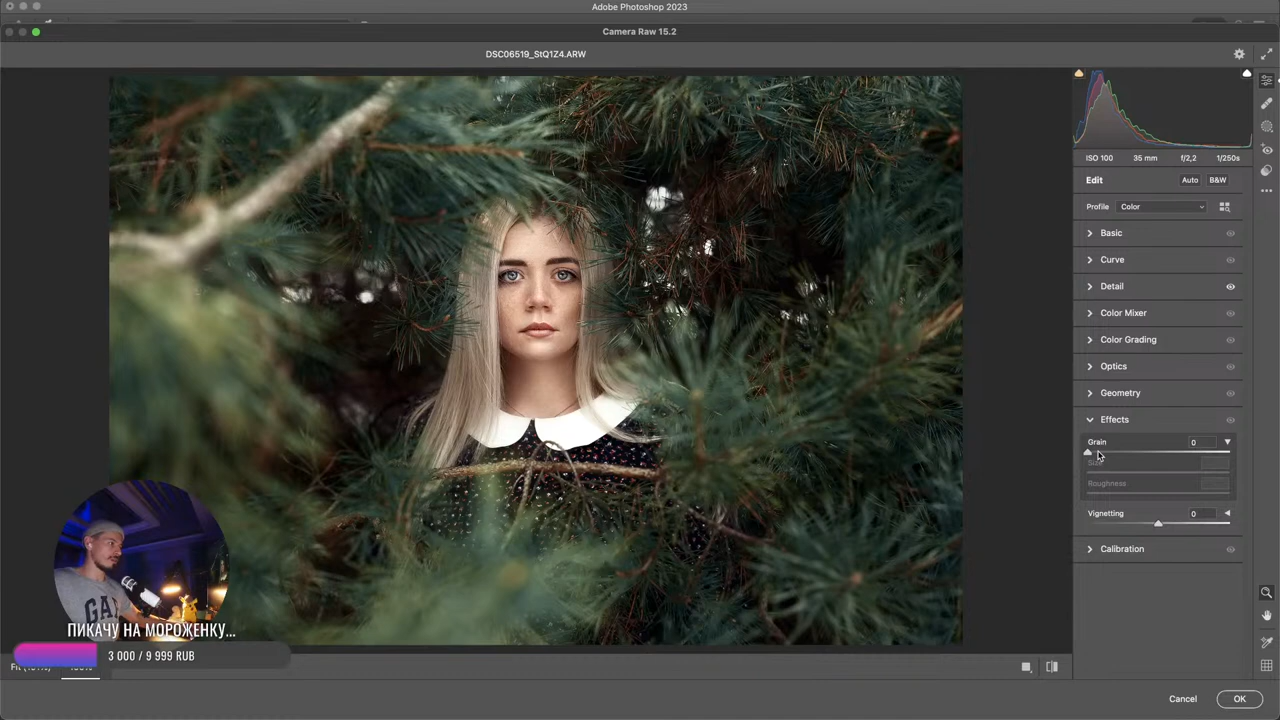 Adobe Photoshop 2023
Camera Raw 15.2
DSC06519_StQ1Z4.ARW
ISO 100 35 mm f/2,2 1/250s
Edit Auto B&W
Profile Color
Basic
Curve
Detail
Color Mixer
Color Grading
Optics
Geometry
Effects
Grain 0
Size
Roughness
Vignetting 0
Calibration
GAP
ПИКАЧУ НА МОРОЖЕНКУ...
3 000 / 9 999 RUB
Cancel OK